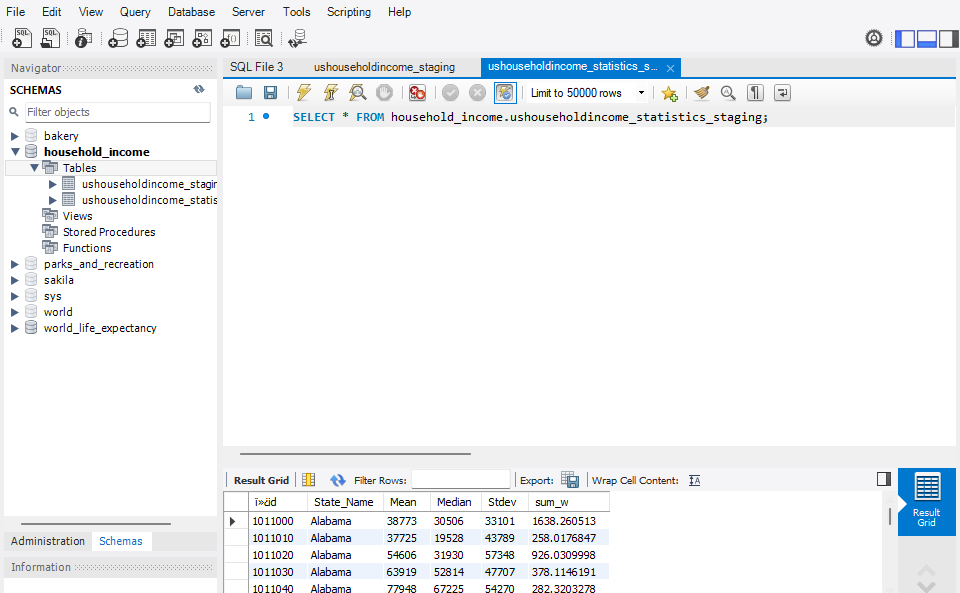 File Edit View Query Database Server Tools Scripting Help
Navigator
SCHEMAS
Filter objects
bakery
household_income
Tables
ushouseholdincome_stagin
ushouseholdincome_statis
Views
Stored Procedures
Functions
parks_and_recreation
sakila
sys
world
world_life_expectancy
Administration Schemas
Information
SQL File 3 ushouseholdincome_staging ushouseholdincome_statistics_s...
Limit to 50000 rows
1 SELECT * FROM household_income.ushouseholdincome_statistics_staging;
Result Grid Filter Rows: Export: Wrap Cell Content:
ï»¿id State_Name Mean Median Stdev sum_w
1011000 Alabama 38773 30506 33101 1638.260513
1011010 Alabama 37725 19528 43789 258.0176847
1011020 Alabama 54606 31930 57348 926.0309998
1011030 Alabama 63919 52814 47707 378.1146191
1011040 Alabama 77948 67225 54270 282.3203278
Result
Grid